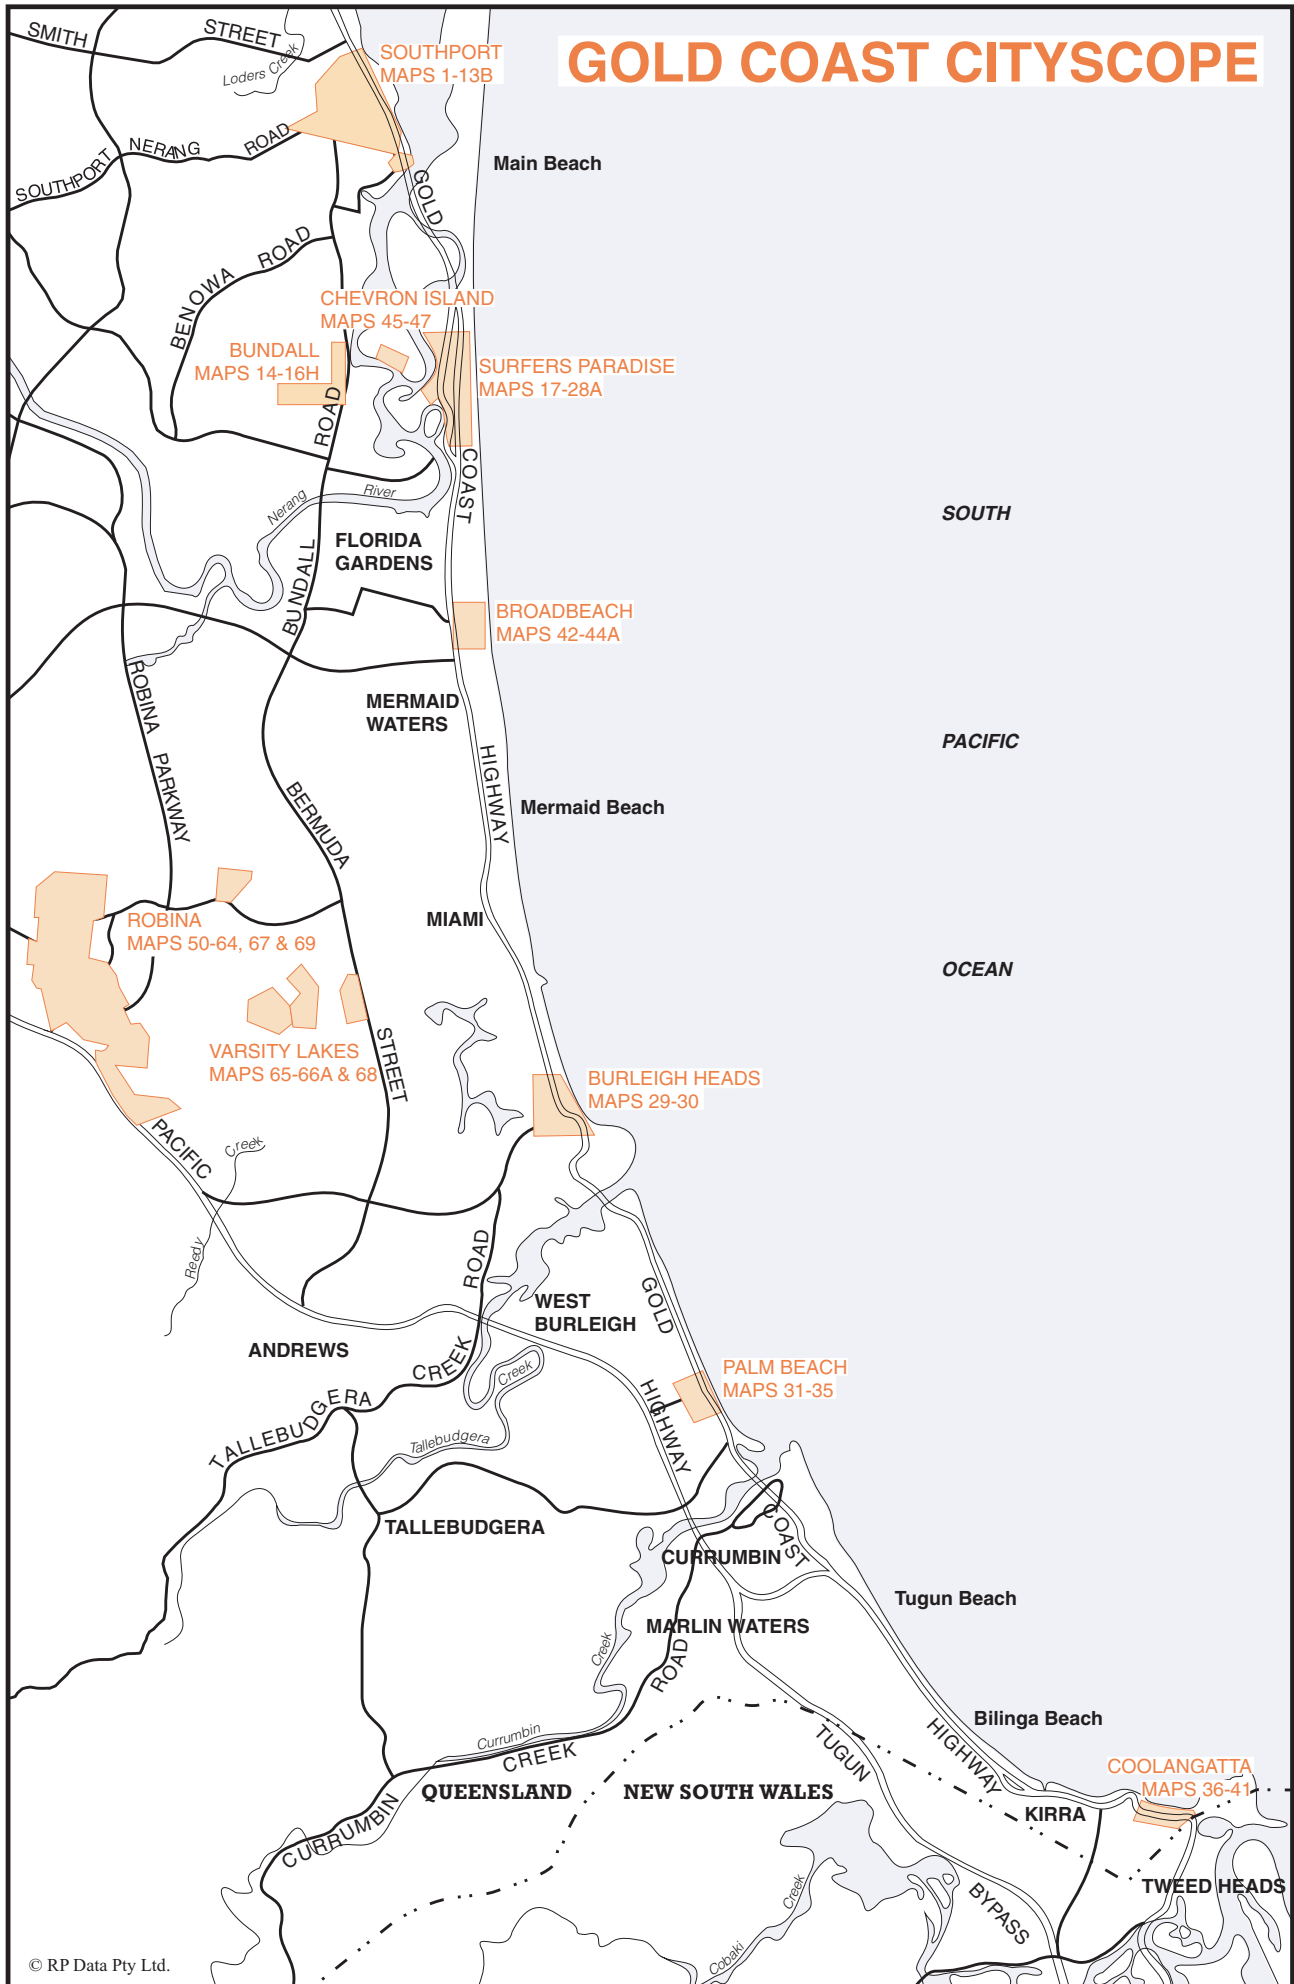 GOLD COAST CITYSCOPE
SMITH STREET
Loders Creek
SOUTHPORT
MAPS 1-13B
SOUTHPORT NERANG ROAD
Main Beach
GOLD
BENOWA ROAD
CHEVRON ISLAND
MAPS 45-47
BUNDALL
MAPS 14-16H
SURFERS PARADISE
MAPS 17-28A
ROAD
COAST
Nerang River
SOUTH
FLORIDA
GARDENS
BUNDALL
BROADBEACH
MAPS 42-44A
ROBINA PARKWAY
MERMAID
WATERS
PACIFIC
HIGHWAY
BERMUDA
Mermaid Beach
ROBINA
MAPS 50-64, 67 & 69
MIAMI
OCEAN
VARSITY LAKES
MAPS 65-66A & 68
STREET
BURLEIGH HEADS
MAPS 29-30
PACIFIC
Creek
Reedy
ROAD
GOLD
WEST
BURLEIGH
ANDREWS
CREEK
Creek
PALM BEACH
MAPS 31-35
HIGHWAY
TALLEBUDGERA
Tallebudgera
TALLEBUDGERA
COAST
CURRUMBIN
Tugun Beach
MARLIN WATERS
Creek
ROAD
Bilinga Beach
Currumbin
CREEK
TUGUN
HIGHWAY
COOLANGATTA
MAPS 36-41
QUEENSLAND
NEW SOUTH WALES
KIRRA
CURRUMBIN
TWEED HEADS
Creek
BYPASS
Cobaki
© RP Data Pty Ltd.